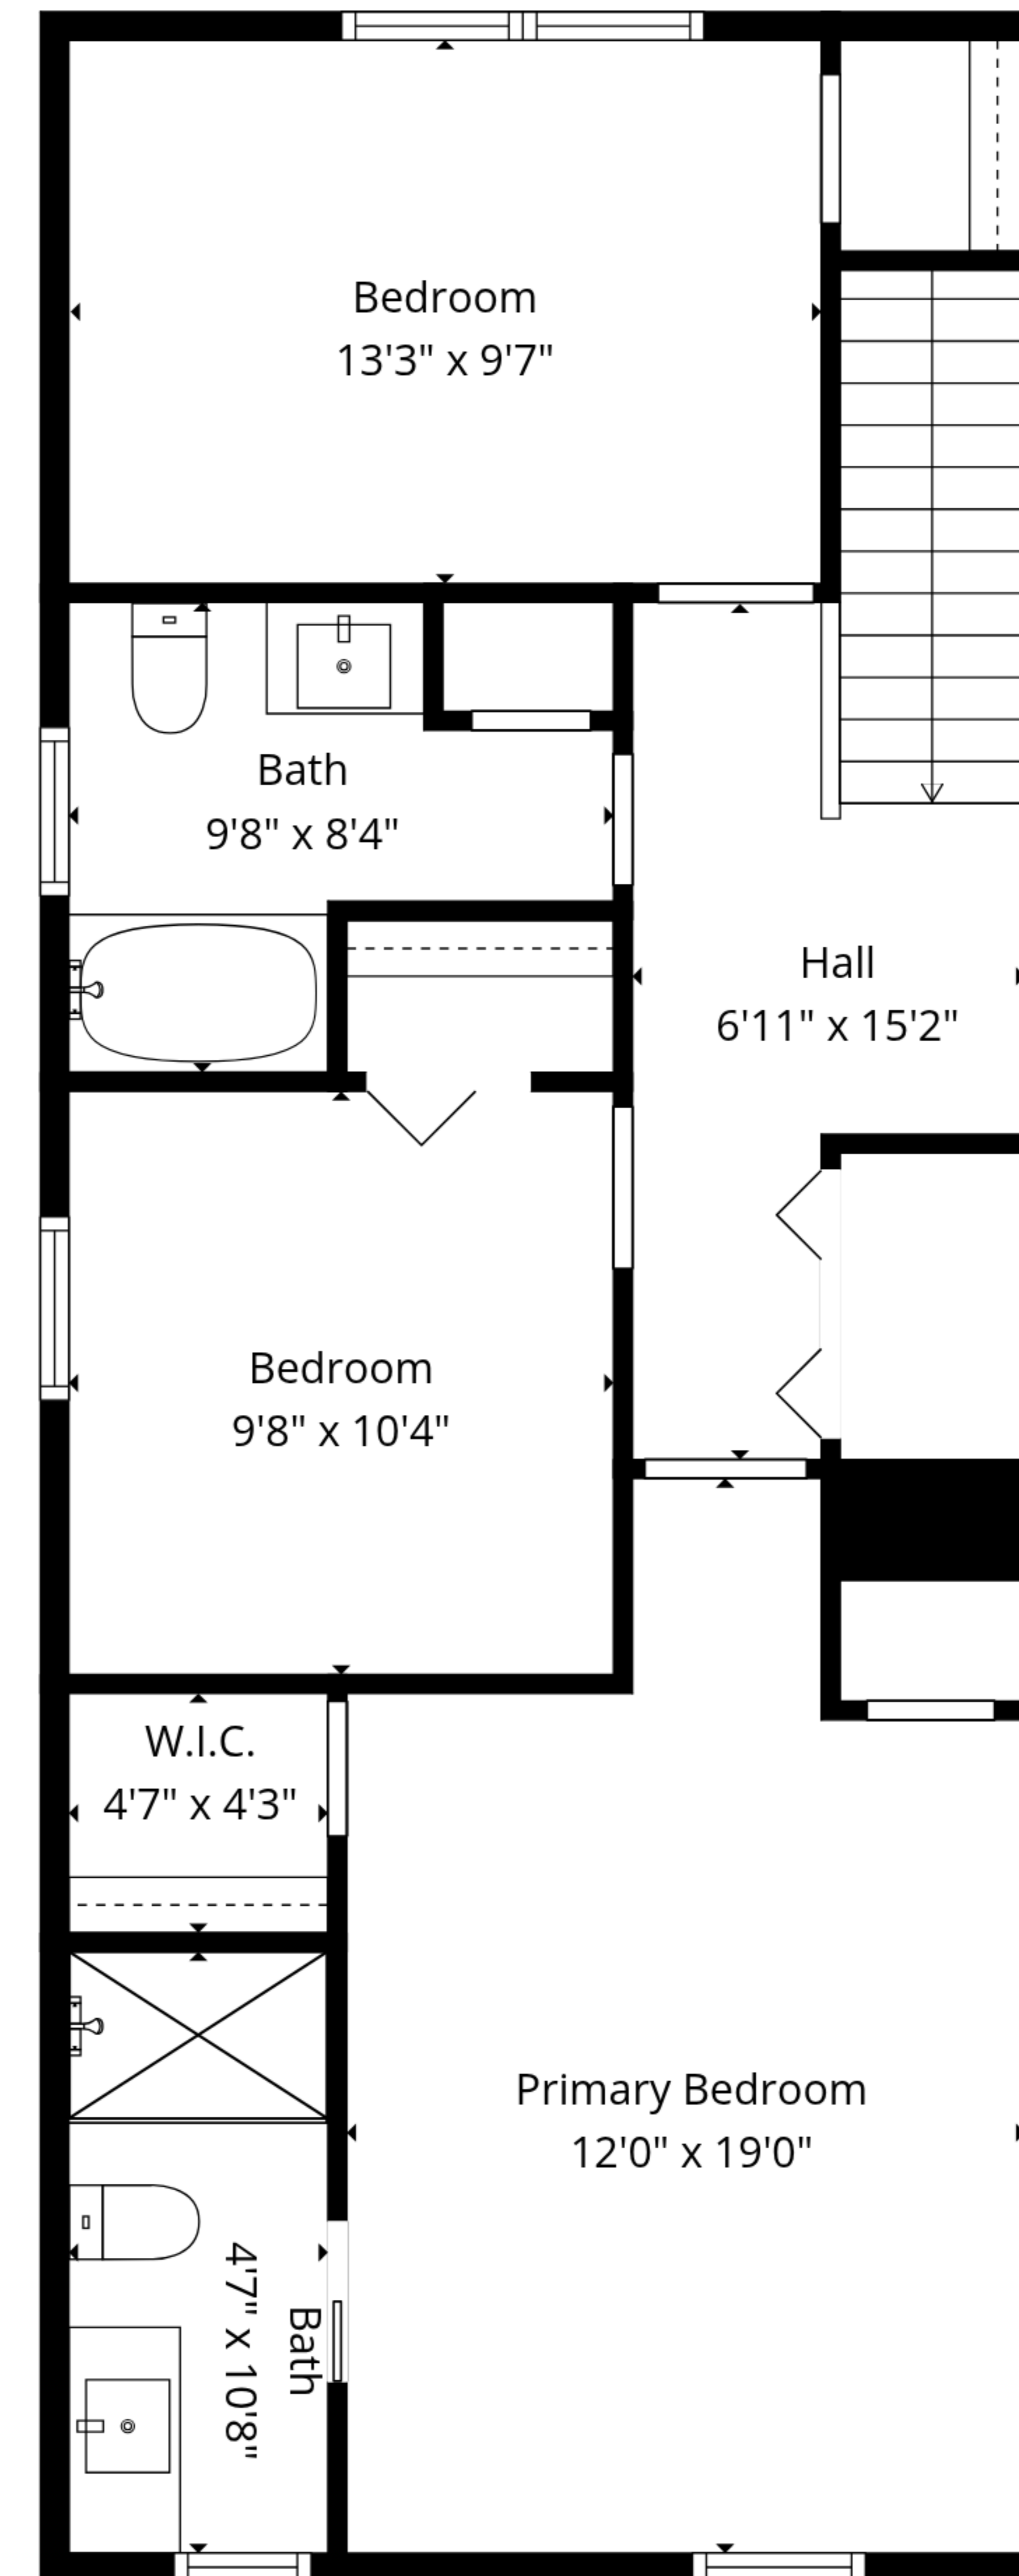 Bedroom
13'3" x 9'7"
Bath
9'8" x 8'4"
Hall
6'11" x 15'2"
Bedroom
9'8" x 10'4"
W.I.C.
4'7" x 4'3"
Primary Bedroom
12'0" x 19'0"
Bath
4'7" x 10'8"